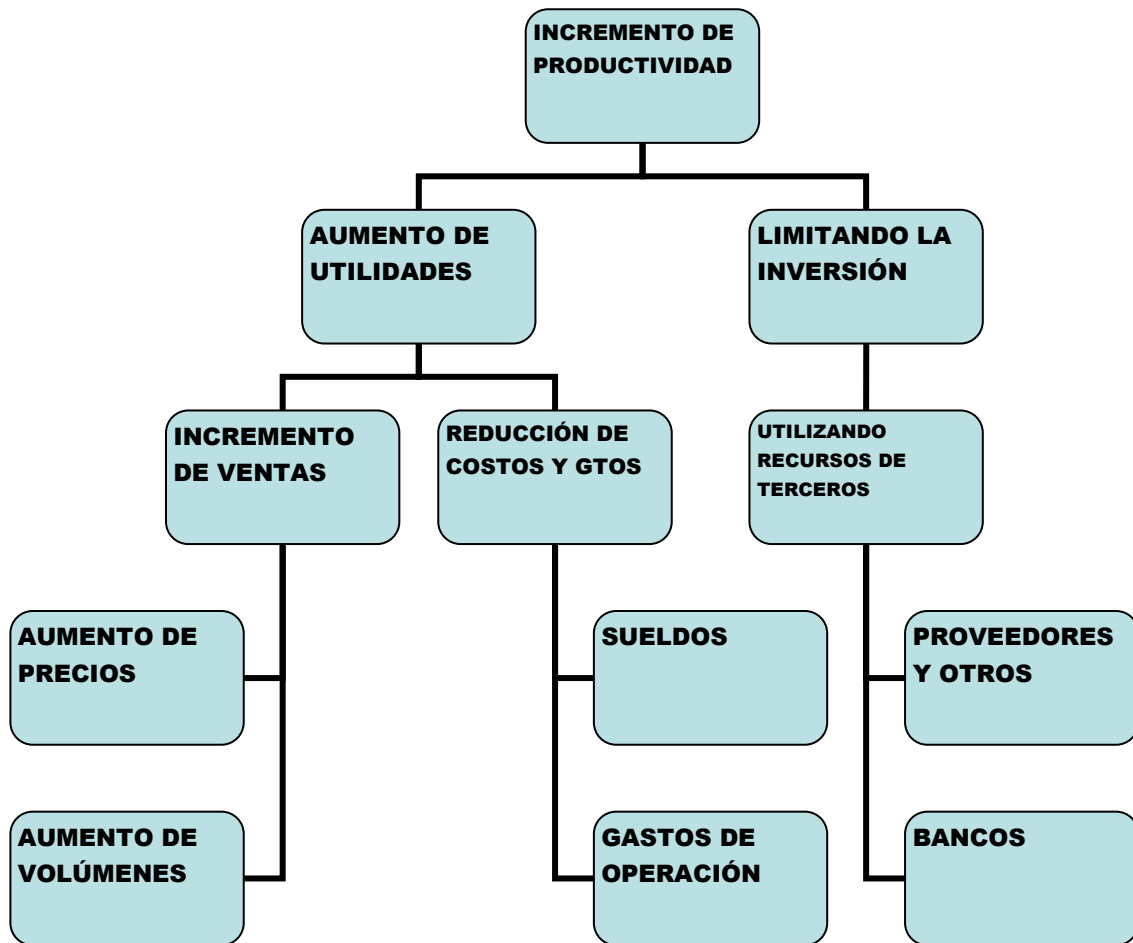 INCREMENTO DE
PRODUCTIVIDAD
AUMENTO DE
UTILIDADES
LIMITANDO LA
INVERSIÓN
INCREMENTO
DE VENTAS
REDUCCIÓN DE
COSTOS Y GTOS
UTILIZANDO
RECURSOS DE
TERCEROS
AUMENTO DE
PRECIOS
SUELDOS
PROVEEDORES
Y OTROS
AUMENTO DE
VOLÚMENES
GASTOS DE
OPERACIÓN
BANCOS